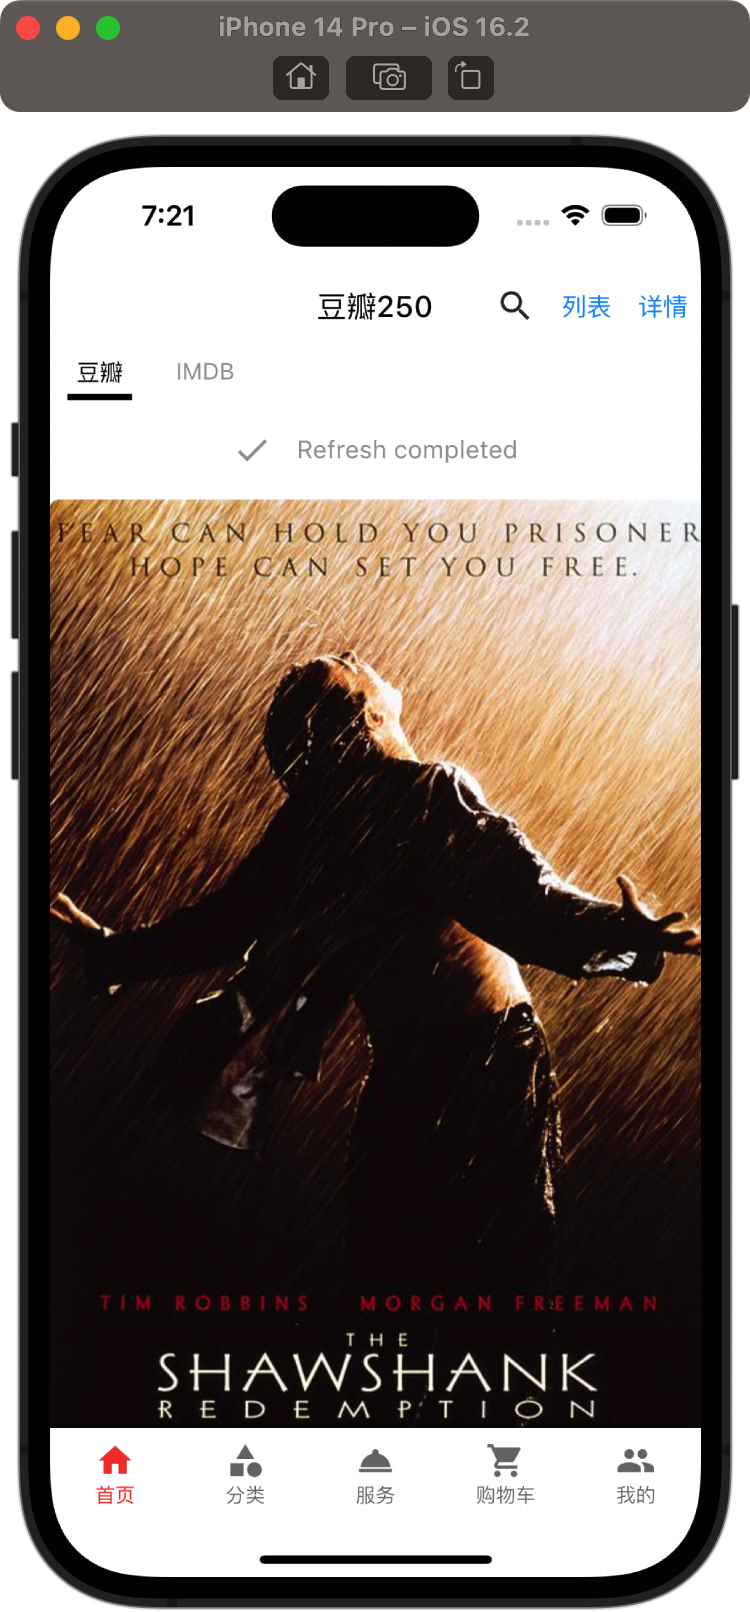 iPhone 14 Pro – iOS 16.2
7:21
豆瓣250
列表
详情
豆瓣
IMDB
Refresh completed
FEAR CAN HOLD YOU PRISONER
HOPE CAN SET YOU FREE.
TIM ROBBINS MORGAN FREEMAN
THE
SHAWSHANK
REDEMPTION
首页
分类
服务
购物车
我的